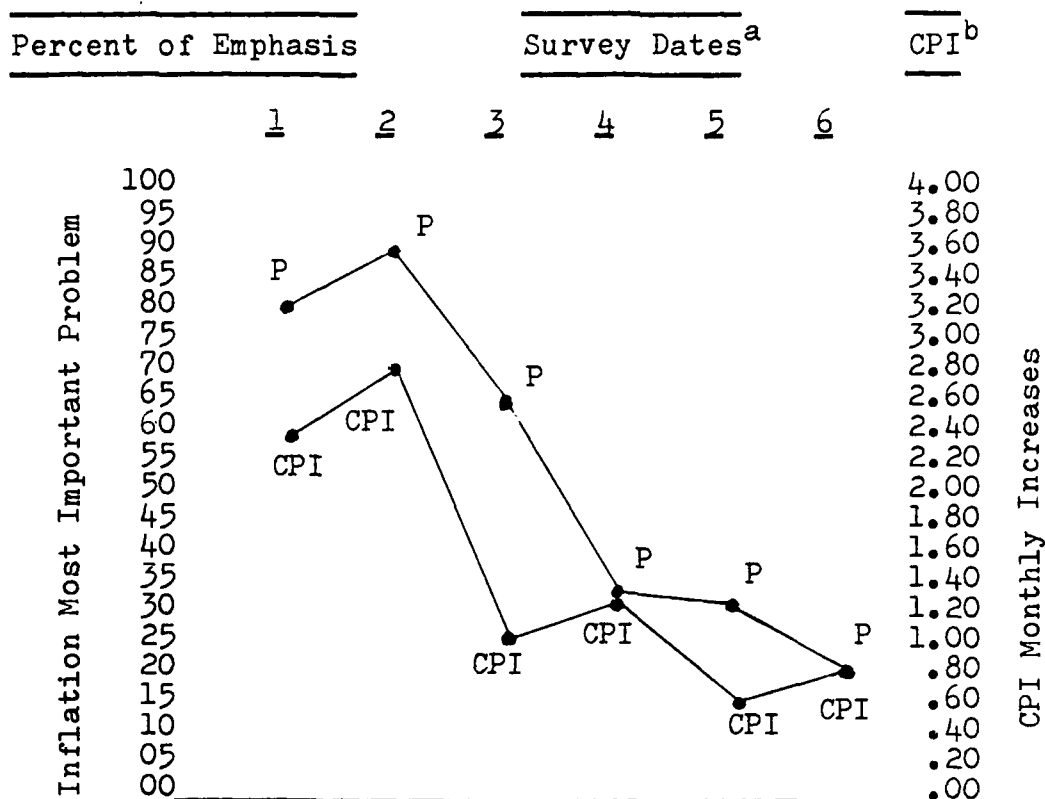 Percent of Emphasis Survey Dates^a CPI^b
1 2 3 4 5 6
Inflation Most Important Problem
100
95
90
85
80
75
70
65
60
55
50
45
40
35
30
25
20
15
10
05
00
P
P
P
P
P
P
CPI
CPI
CPI
CPI
CPI
CPI
4.00
3.80
3.60
3.40
3.20
3.00
2.80
2.60
2.40
2.20
2.00
1.80
1.60
1.40
1.20
1.00
.80
.60
.40
.20
.00
CPI Monthly Increases